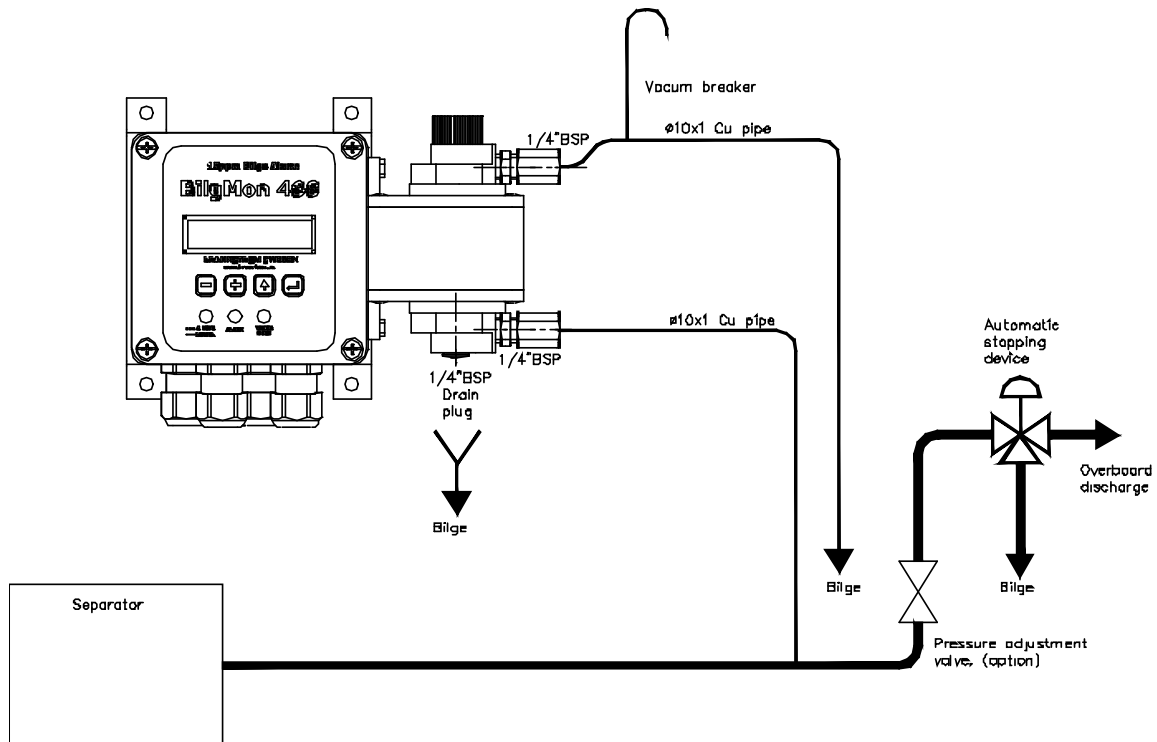 Vacum breaker
ø10x1 Cu pipe
1/4"BSP
15ppm Bilge Alarm
BilgMon 488
ø10x1 Cu pipe
1/4"BSP
1/4"BSP
Drain
plug
Bilge
Automatic
stopping
device
Overboard
discharge
Bilge
Bilge
Separator
Pressure adjustment
valve, (option)